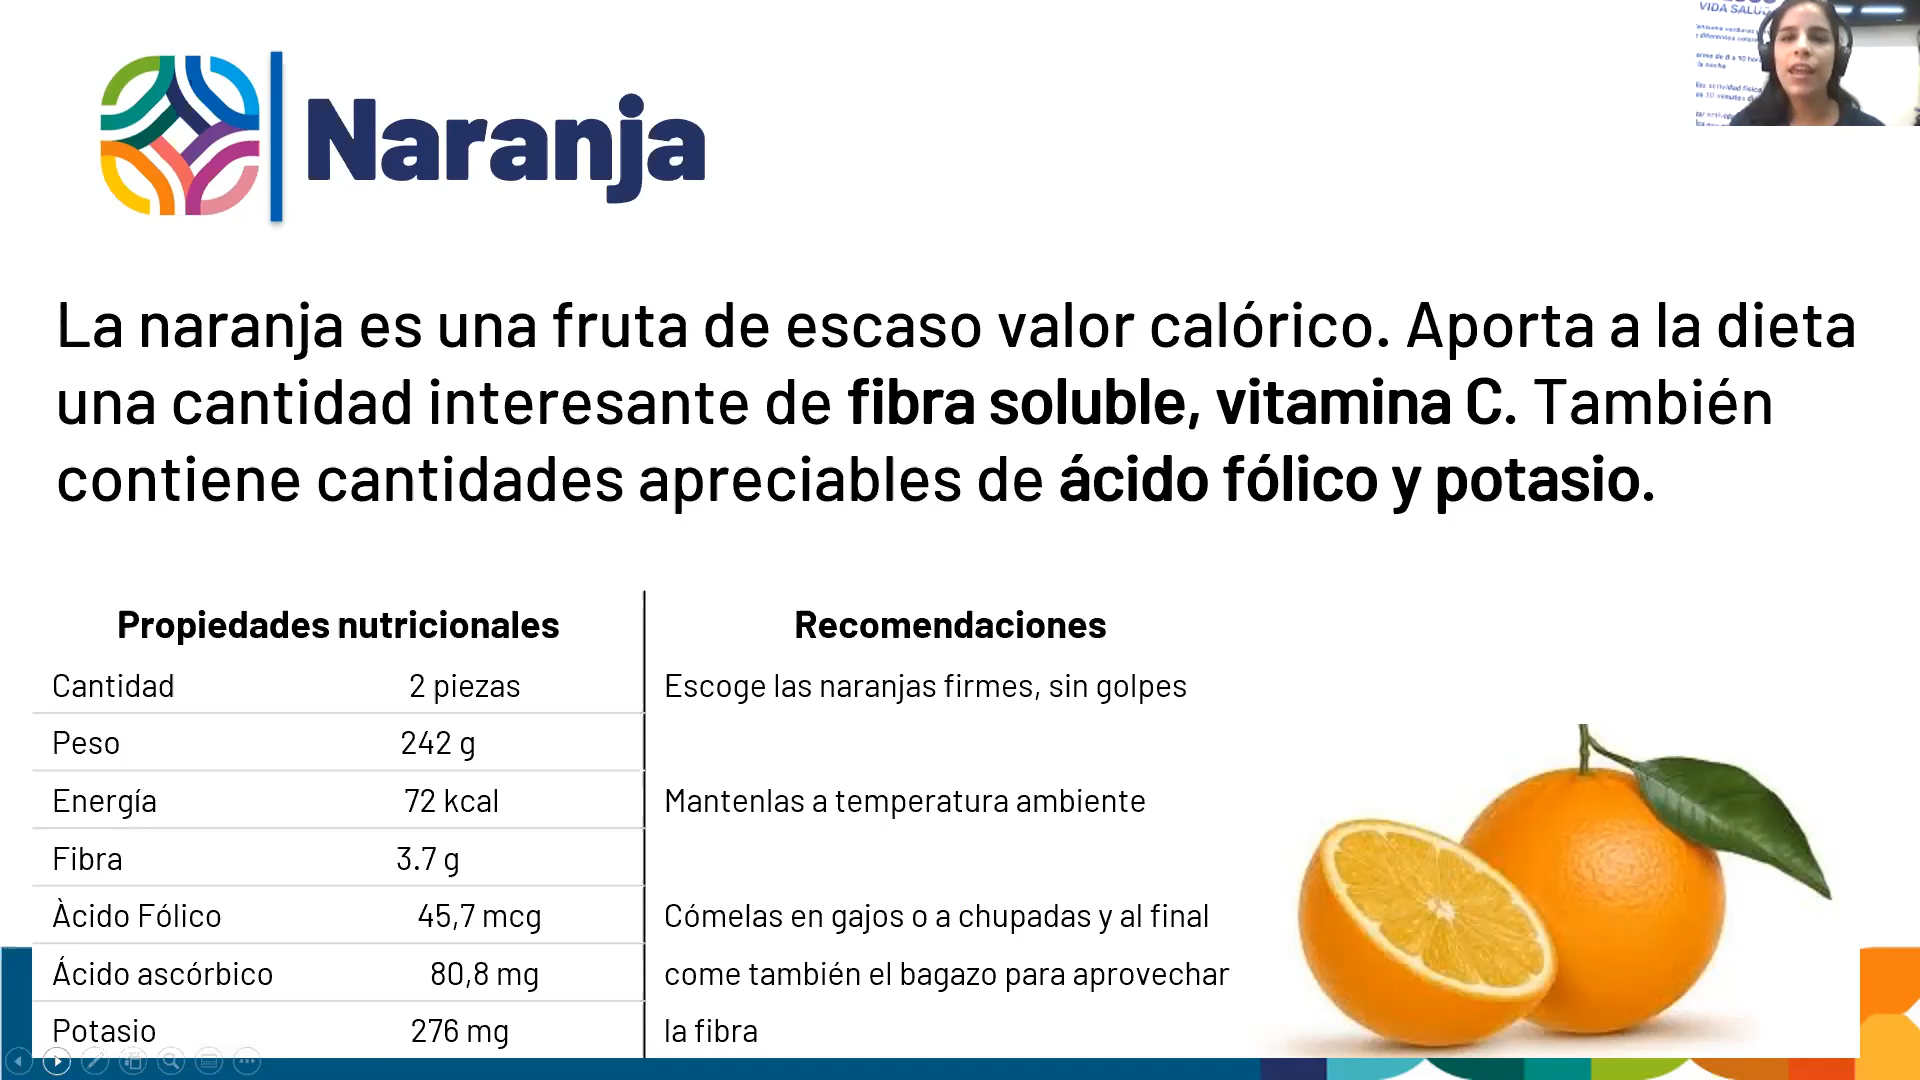 VIDA SALUD
Naranja
La naranja es una fruta de escaso valor calórico. Aporta a la dieta
una cantidad interesante de fibra soluble, vitamina C. También
contiene cantidades apreciables de ácido fólico y potasio.
Propiedades nutricionales
Cantidad 2 piezas
Peso 242 g
Energía 72 kcal
Fibra 3.7 g
Àcido Fólico 45,7 mcg
Ácido ascórbico 80,8 mg
Potasio 276 mg
Recomendaciones
Escoge las naranjas firmes, sin golpes
Mantenlas a temperatura ambiente
Cómelas en gajos o a chupadas y al final
come también el bagazo para aprovechar
la fibra